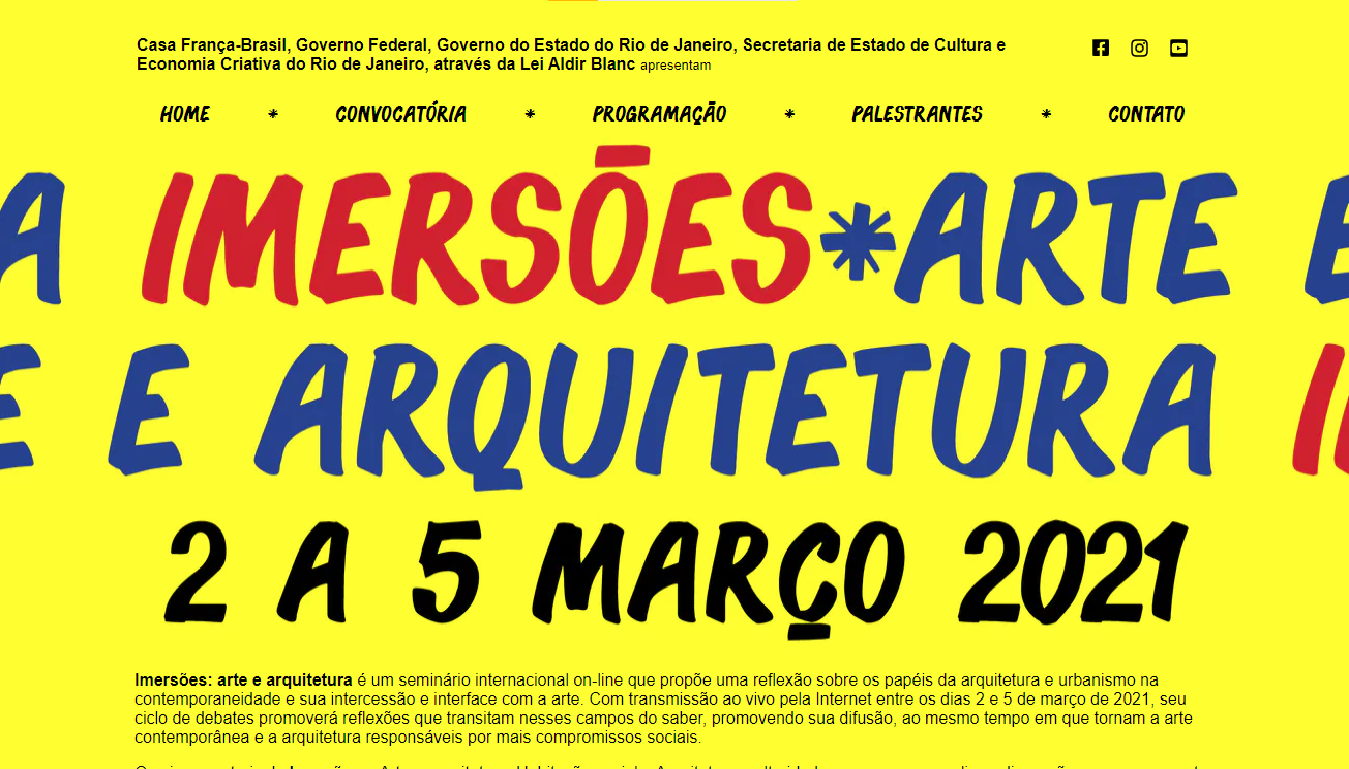 Casa França-Brasil, Governo Federal, Governo do Estado do Rio de Janeiro, Secretaria de Estado de Cultura e
Economia Criativa do Rio de Janeiro, através da Lei Aldir Blanc apresentam
HOME * CONVOCATÓRIA * PROGRAMAÇÃO * PALESTRANTES * CONTATO
A IMERSÕES*ARTE E
E E ARQUITETURA I
2 A 5 MARÇO 2021
Imersões: arte e arquitetura é um seminário internacional on-line que propõe uma reflexão sobre os papéis da arquitetura e urbanismo na
contemporaneidade e sua intercessão e interface com a arte. Com transmissão ao vivo pela Internet entre os dias 2 e 5 de março de 2021, seu
ciclo de debates promoverá reflexões que transitam nesses campos do saber, promovendo sua difusão, ao mesmo tempo em que tornam a arte
contemporânea e a arquitetura responsáveis por mais compromissos sociais.